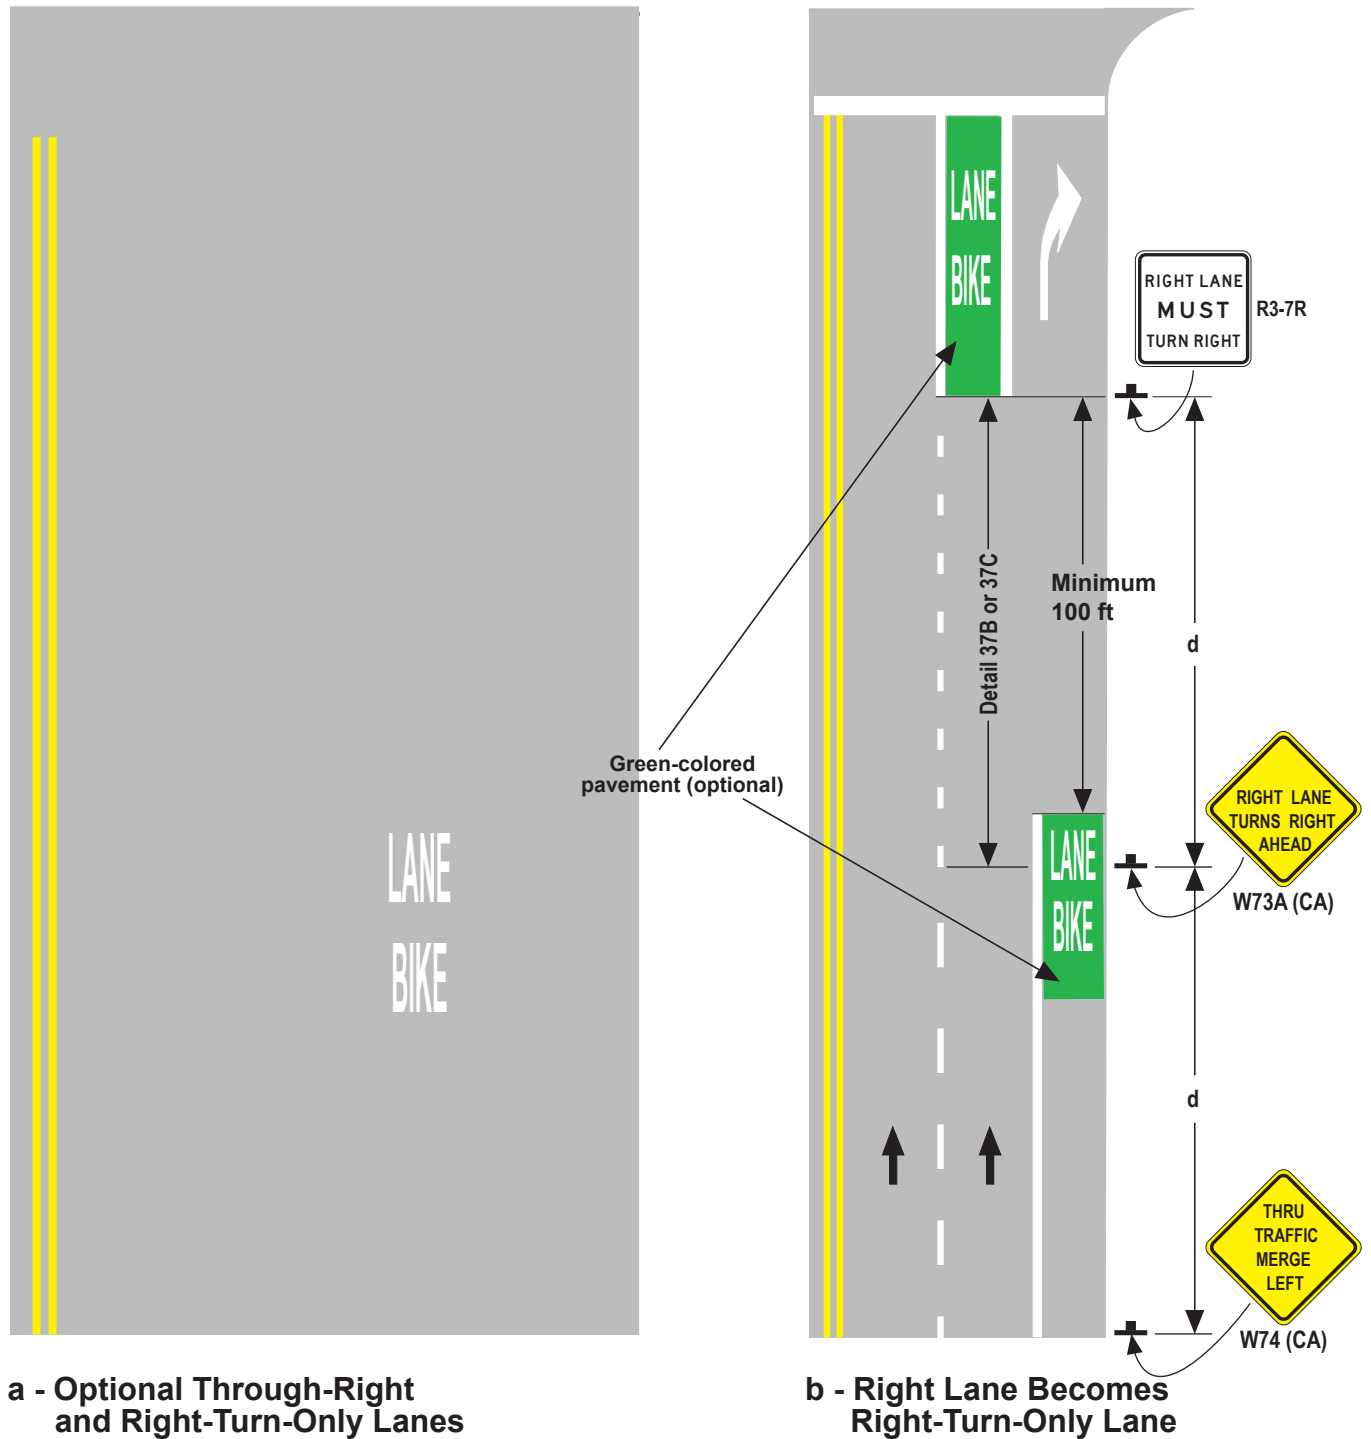 LANE
BIKE
a - Optional Through-Right
and Right-Turn-Only Lanes
Green-colored
pavement (optional)
LANE
BIKE
RIGHT LANE
MUST
TURN RIGHT
R3-7R
Detail 37B or 37C
Minimum
100 ft
d
RIGHT LANE
TURNS RIGHT
AHEAD
W73A (CA)
LANE
BIKE
d
THRU
TRAFFIC
MERGE
LEFT
W74 (CA)
b - Right Lane Becomes
Right-Turn-Only Lane